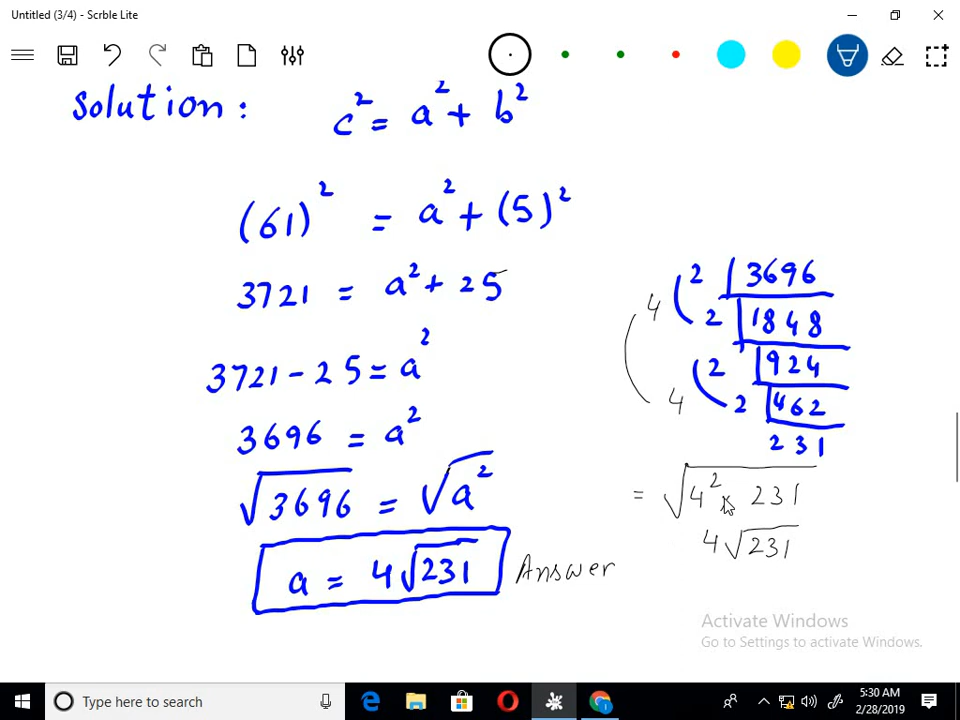 Untitled (3/4) - Scrble Lite
Solution: c² = a² + b²
(61)² = a² + (5)²
3721 = a² + 25
3721 - 25 = a²
3696 = a²
√3696 = √a²
a = 4√231 Answer
2 | 3696
4 2 | 1848
2 | 924
4 2 | 462
231
= √4² 231
4√231
Activate Windows
Go to Settings to activate Windows.
Type here to search
5:30 AM
2/28/2019